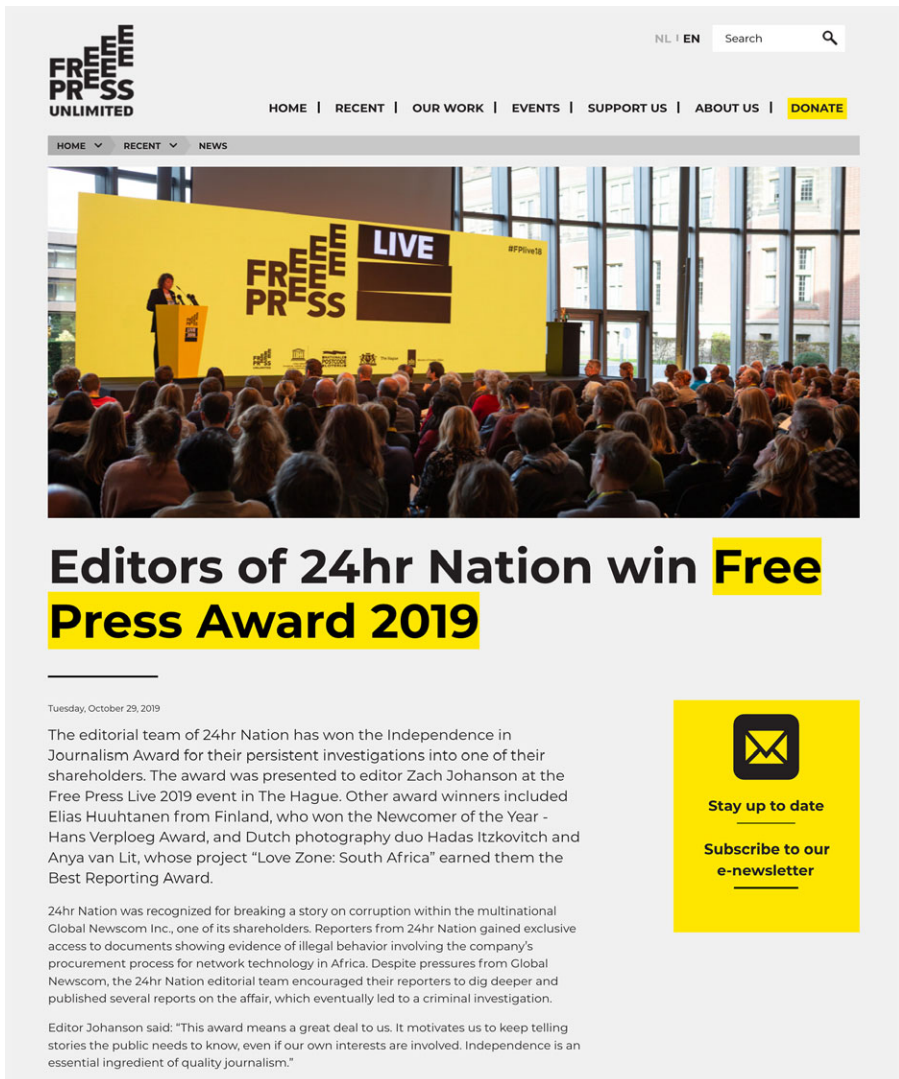 FREEEEE
PRESS
UNLIMITED
NL | EN
Search
HOME | RECENT | OUR WORK | EVENTS | SUPPORT US | ABOUT US | DONATE
HOME RECENT NEWS
FREEEEE
PRESS
LIVE
#FPlive18
Editors of 24hr Nation win Free
Press Award 2019
Tuesday, October 29, 2019
The editorial team of 24hr Nation has won the Independence in
Journalism Award for their persistent investigations into one of their
shareholders. The award was presented to editor Zach Johanson at the
Free Press Live 2019 event in The Hague. Other award winners included
Elias Huuhtanen from Finland, who won the Newcomer of the Year -
Hans Verploeg Award, and Dutch photography duo Hadas Itzkovitch and
Anya van Lit, whose project “Love Zone: South Africa” earned them the
Best Reporting Award.
24hr Nation was recognized for breaking a story on corruption within the multinational
Global Newscom Inc., one of its shareholders. Reporters from 24hr Nation gained exclusive
access to documents showing evidence of illegal behavior involving the company’s
procurement process for network technology in Africa. Despite pressures from Global
Newscom, the 24hr Nation editorial team encouraged their reporters to dig deeper and
published several reports on the affair, which eventually led to a criminal investigation.
Editor Johanson said: “This award means a great deal to us. It motivates us to keep telling
stories the public needs to know, even if our own interests are involved. Independence is an
essential ingredient of quality journalism.”
Stay up to date
Subscribe to our
e-newsletter